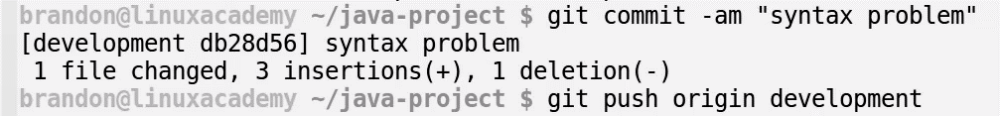 brandon@linuxacademy ~/java-project $ git commit -am "syntax problem"
[development db28d56] syntax problem
 1 file changed, 3 insertions(+), 1 deletion(-)
brandon@linuxacademy ~/java-project $ git push origin development